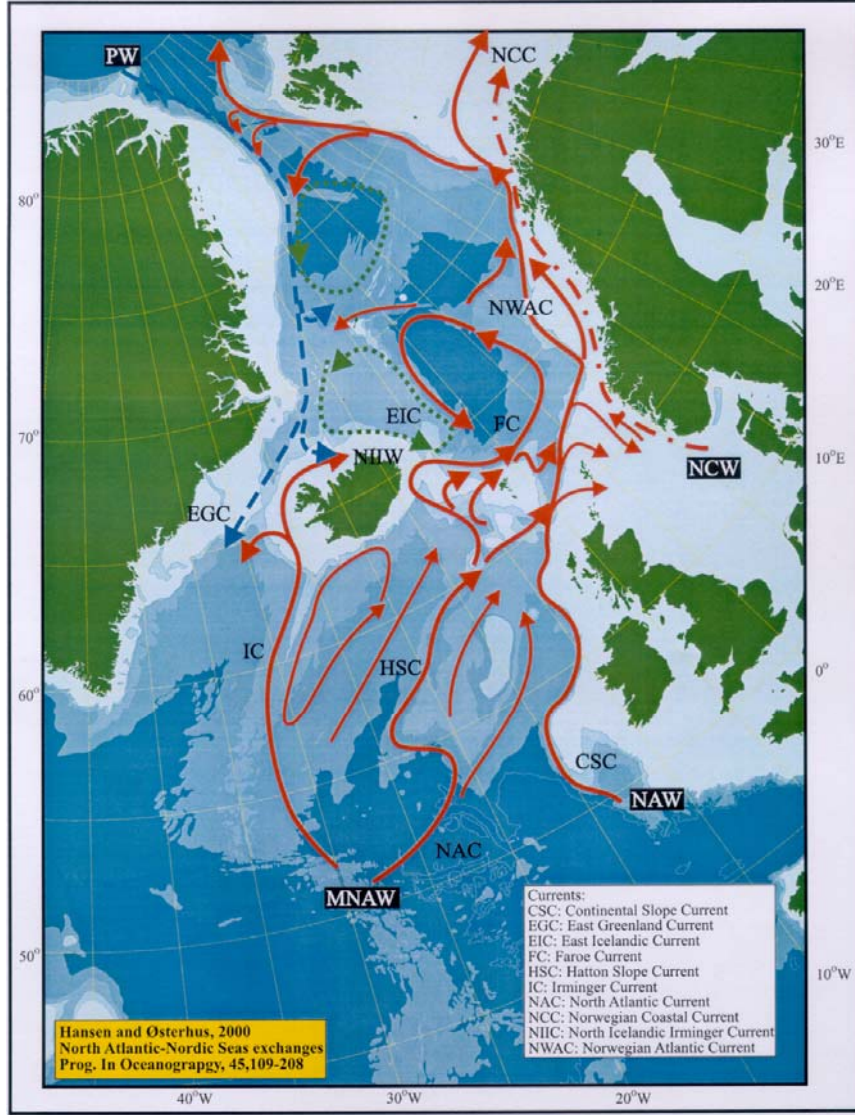 PW
NCC
30°E
80°
20°E
NWAC
EIC
FC
70°
NIIW
10°E
NCW
EGC
IC
HSC
0°
60°
CSC
NAW
NAC
MNAW
Currents:
CSC: Continental Slope Current
EGC: East Greenland Current
EIC: East Icelandic Current
FC: Faroe Current
HSC: Hatton Slope Current
IC: Irminger Current
NAC: North Atlantic Current
NCC: Norwegian Coastal Current
NIIC: North Icelandic Irminger Current
NWAC: Norwegian Atlantic Current
50°
10°W
Hansen and Østerhus, 2000
North Atlantic-Nordic Seas exchanges
Prog. In Oceanograpgy, 45,109-208
40°W
30°W
20°W